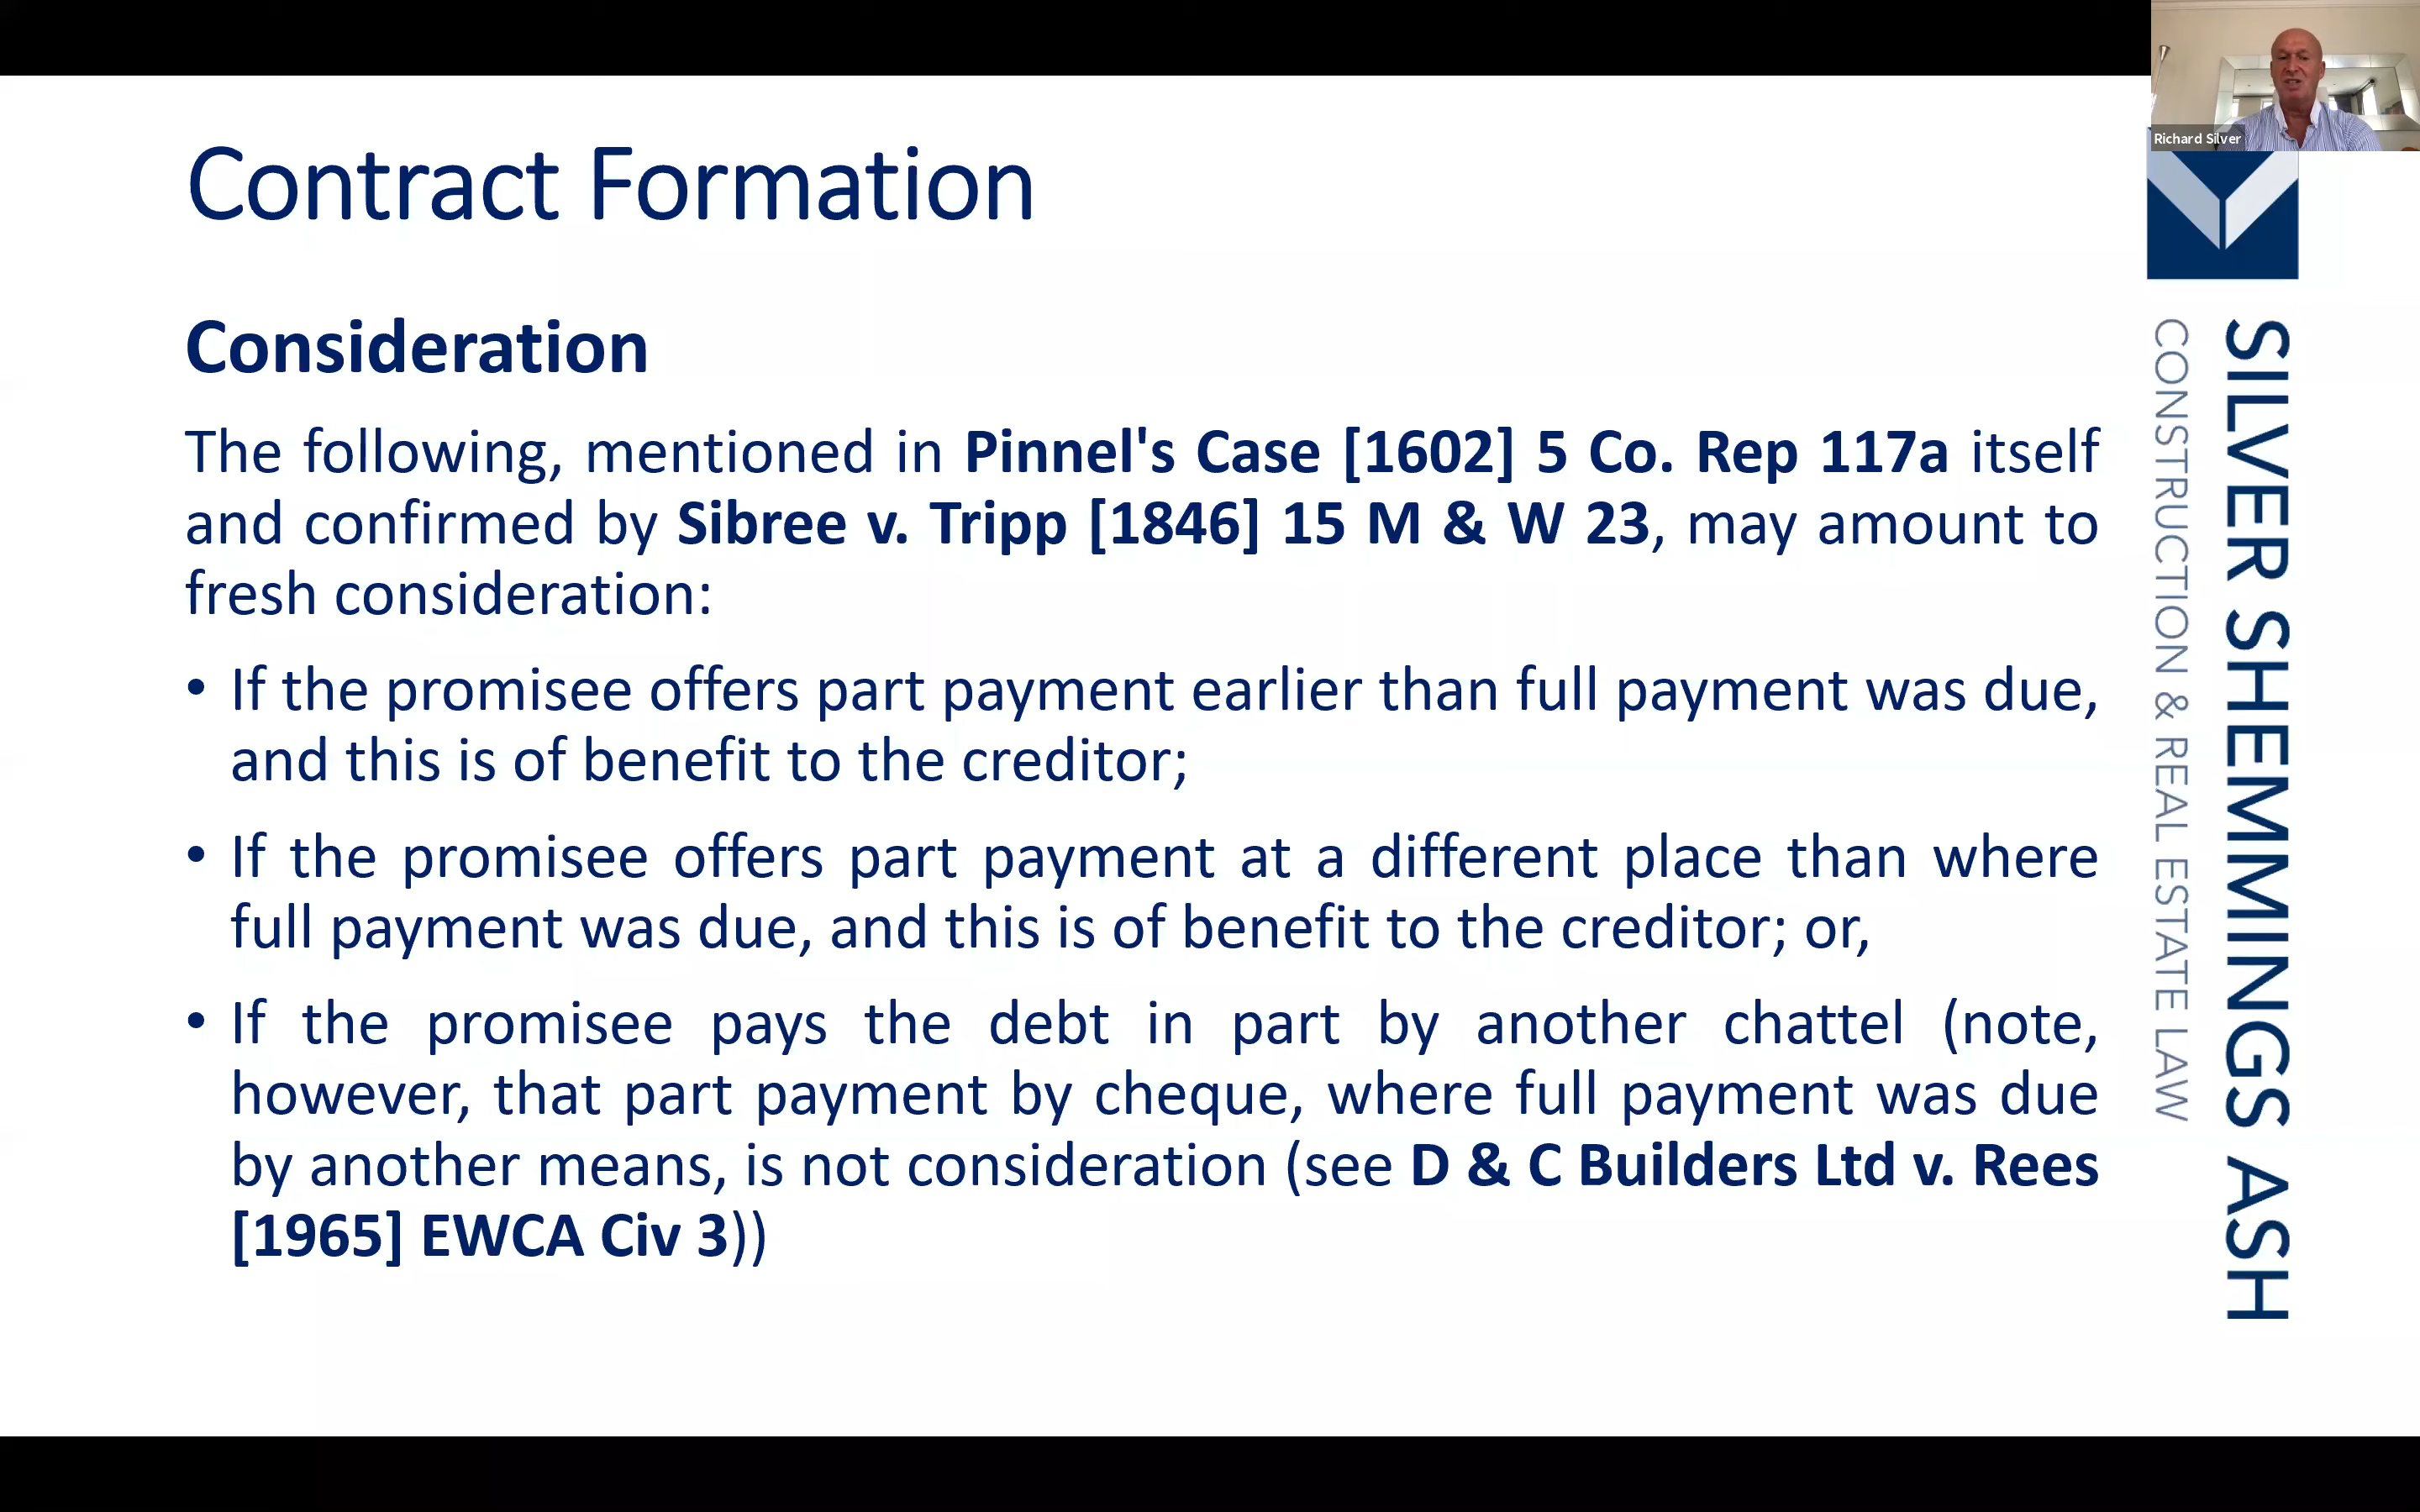 Richard Silver
Contract Formation
Consideration
The following, mentioned in Pinnel's Case [1602] 5 Co. Rep 117a itself
and confirmed by Sibree v. Tripp [1846] 15 M & W 23, may amount to
fresh consideration:
• If the promisee offers part payment earlier than full payment was due,
and this is of benefit to the creditor;
• If the promisee offers part payment at a different place than where
full payment was due, and this is of benefit to the creditor; or,
• If the promisee pays the debt in part by another chattel (note,
however, that part payment by cheque, where full payment was due
by another means, is not consideration (see D & C Builders Ltd v. Rees
[1965] EWCA Civ 3))
SILVER SHEMMINGS ASH
CONSTRUCTION & REAL ESTATE LAW